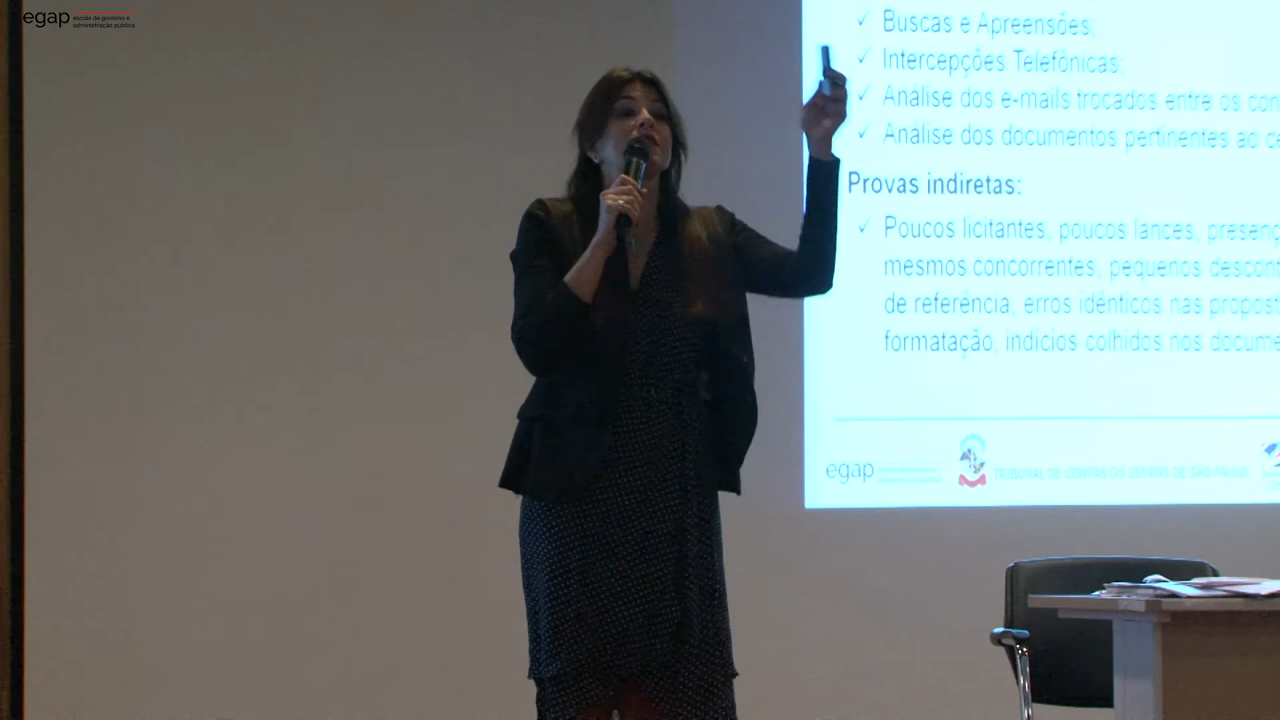 egap escola de governo e
administração pública
Buscas e Apreensões;
Intercepções Telefônicas;
Análise dos e-mails trocados entre os
Análise dos documentos pertinentes ao
Provas indiretas:
Poucos licitantes, poucos lances,
mesmos concorrentes, pequenos
de referência, erros idênticos nas
formatação, indícios colhidos nos
egap
TRIBUNAL DE CONTAS DO ESTADO DE SÃO PAULO